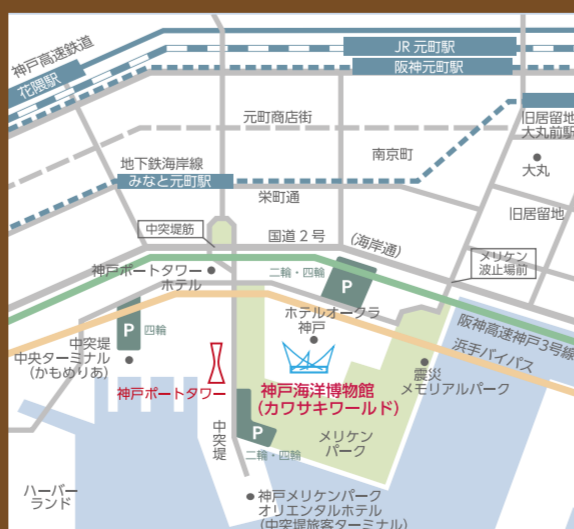 神戸高速鉄道
花隈駅
JR 元町駅
阪神元町駅
元町商店街
旧居留地
大丸前駅
南京町
大丸
地下鉄海岸線
みなと元町駅
栄町通
旧居留地
中突堤筋
国道2号
(海岸通)
メリケン
波止場前
神戸ポートタワー
ホテル
二輪・四輪
P
ホテルオークラ
神戸
阪神高速神戸3号線
浜手バイパス
P
四輪
中突堤
中央ターミナル
(かもめりあ)
神戸ポートタワー
神戸海洋博物館
(カワサキワールド)
震災
メモリアルパーク
中突堤
P
二輪・四輪
メリケン
パーク
ハーバー
ランド
神戸メリケンパーク
オリエンタルホテル
(中突堤旅客ターミナル)